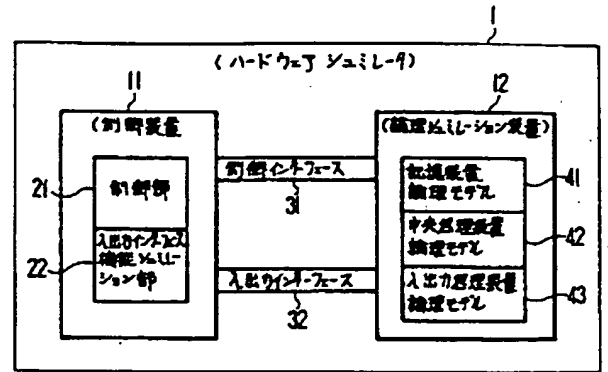 1
(ハードウェアシュミレータ)
11
(制御装置)
12
(論理シュミレーション装置)
21
制御部
22
入出力インタフェース
機能シュミレー
ション部
制御インタフェース
31
入出力インターフェース
32
記憶装置
論理モデル
41
中央処理装置
論理モデル
42
入出力処理装置
論理モデル
43